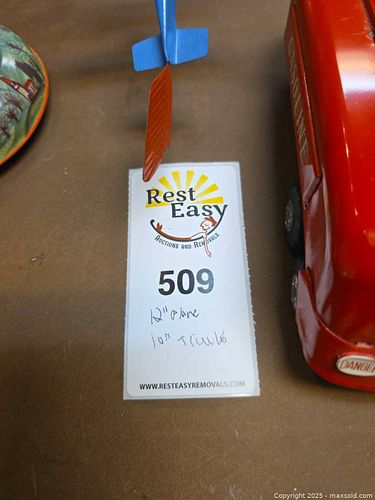 Rest
Easy
AUCTIONS AND REMOVALS
509
12" Plane
10" Truck
WWW.RESTEASYREMOVALS.COM
DANGER
Copyright 2025 - maxsold.com